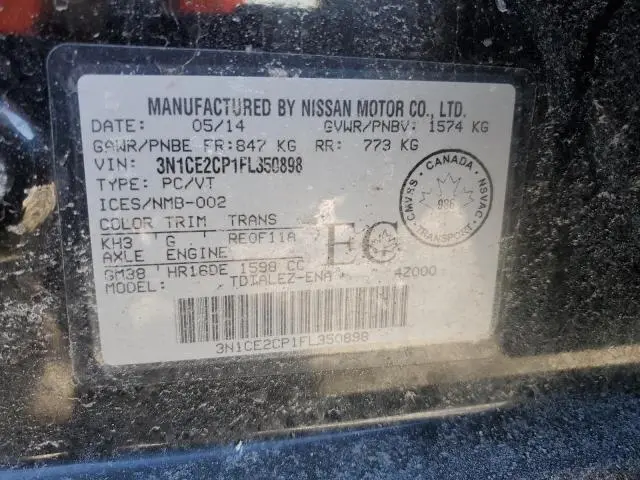 MANUFACTURED BY NISSAN MOTOR CO., LTD.
DATE: 05/14 GVWR/PNBV: 1574 KG
GAWR/PNBE FR:847 KG RR: 773 KG
VIN: 3N1CE2CP1FL350898
TYPE: PC/VT
ICES/NMB-002
COLOR TRIM TRANS
KH3 G RE0F11A
AXLE ENGINE
GM38 HR16DE 1598 CC
MODEL: TDIALEZ-ENA 4Z000
EC
3N1CE2CP1FL350898
CANADA
CMVSS NSVAC
936
TRANSPORT